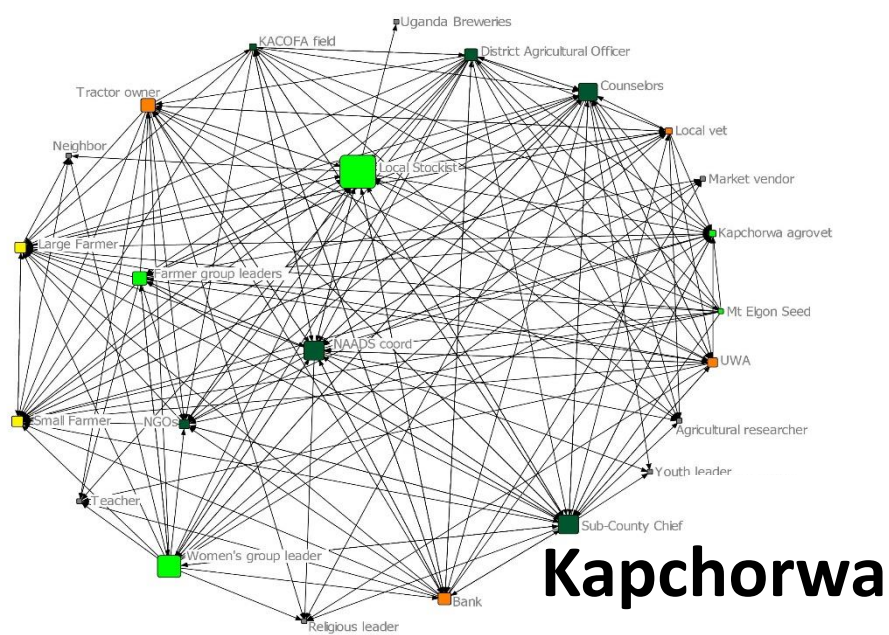 Uganda Breweries
KACOFA field
District Agricultural Officer
Counselors
Tractor owner
Local vet
Neighbor
Local Stockist
Market vendor
Kapchorwa agrovet
Large Farmer
Farmer group leaders
Mt Elgon Seed
NAADS coord
UWA
Small Farmer
NGOs
Agricultural researcher
Youth leader
Teacher
Sub-County Chief
Women's group leader
Kapchorwa
Bank
Religious leader